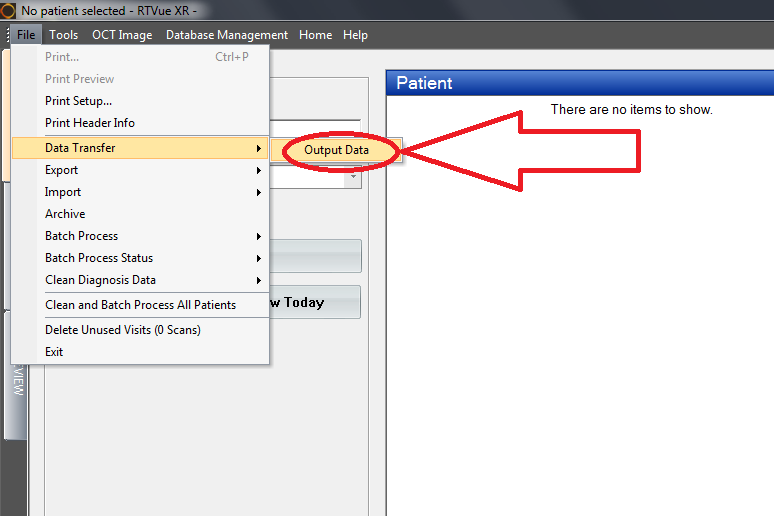 No patient selected - RTVue XR -
File Tools OCT Image Database Management Home Help
Print... Ctrl+P
Print Preview
Print Setup...
Print Header Info
Data Transfer
Output Data
Export
Import
Archive
Batch Process
Batch Process Status
Clean Diagnosis Data
Clean and Batch Process All Patients
Delete Unused Visits (0 Scans)
Exit
Today
Patient
There are no items to show.